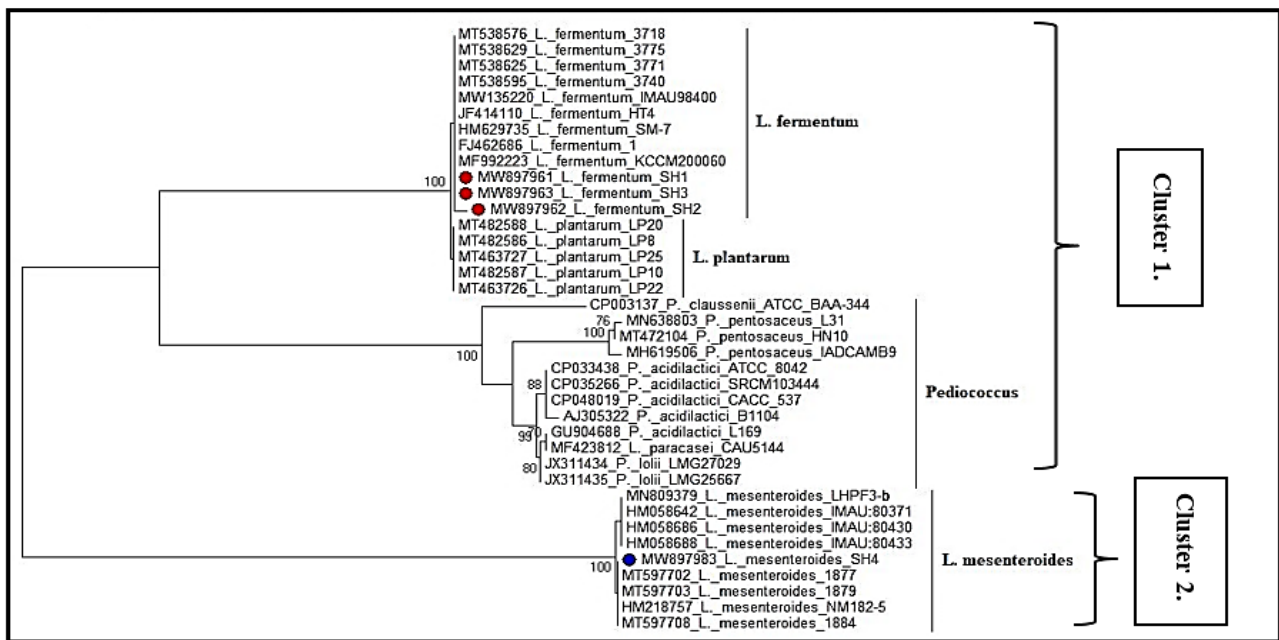 MT538576_L._fermentum_3718
MT538629_L._fermentum_3775
MT538625_L._fermentum_3771
MT538595_L._fermentum_3740
MW135220_L._fermentum_IMAU98400
JF414110_L._fermentum_HT4
HM629735_L._fermentum_SM-7
FJ462686_L._fermentum_1
MF992223_L._fermentum_KCCM200060
MW897961_L._fermentum_SH1
MW897963_L._fermentum_SH3
MW897962_L._fermentum_SH2
100
L. fermentum
MT482588_L._plantarum_LP20
MT482586_L._plantarum_LP8
MT463727_L._plantarum_LP25
MT482587_L._plantarum_LP10
MT463726_L._plantarum_LP22
L. plantarum
CP003137_P._claussenii_ATCC_BAA-344
MN638803_P._pentosaceus_L31
MT472104_P._pentosaceus_HN10
MH619506_P._pentosaceus_IADCAMB9
CP033438_P._acidilactici_ATCC_8042
CP035266_P._acidilactici_SRCM103444
CP048019_P._acidilactici_CACC_537
AJ305322_P._acidilactici_B1104
GU904688_P._acidilactici_L169
MF423812_L._paracasei_CAU5144
JX311434_P._lolii_LMG27029
JX311435_P._lolii_LMG25667
76
100
100
88
70
99
80
Pediococcus
Cluster 1.
MN809379_L._mesenteroides_LHPF3-b
HM058642_L._mesenteroides_IMAU:80371
HM058686_L._mesenteroides_IMAU:80430
HM058688_L._mesenteroides_IMAU:80433
MW897983_L._mesenteroides_SH4
MT597702_L._mesenteroides_1877
MT597703_L._mesenteroides_1879
HM218757_L._mesenteroides_NM182-5
MT597708_L._mesenteroides_1884
100
L. mesenteroides
Cluster 2.